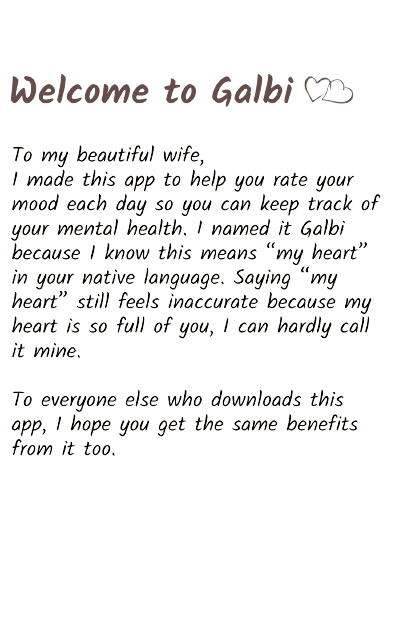 Welcome to Galbi
To my beautiful wife,
I made this app to help you rate your
mood each day so you can keep track of
your mental health. I named it Galbi
because I know this means “my heart”
in your native language. Saying “my
heart” still feels inaccurate because my
heart is so full of you, I can hardly call
it mine.
To everyone else who downloads this
app, I hope you get the same benefits
from it too.